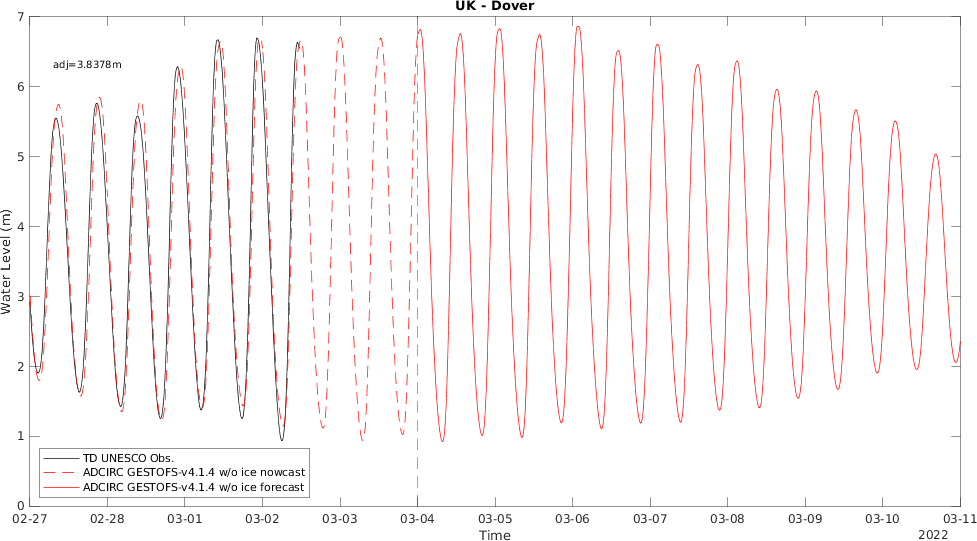 UK - Dover
adj=3.8378m
Water Level (m)
7
6
5
4
3
2
1
0
TD UNESCO Obs.
ADCIRC GESTOFS-v4.1.4 w/o ice nowcast
ADCIRC GESTOFS-v4.1.4 w/o ice forecast
02-27 02-28 03-01 03-02 03-03 03-04 03-05 03-06 03-07 03-08 03-09 03-10 03-11
Time
2022